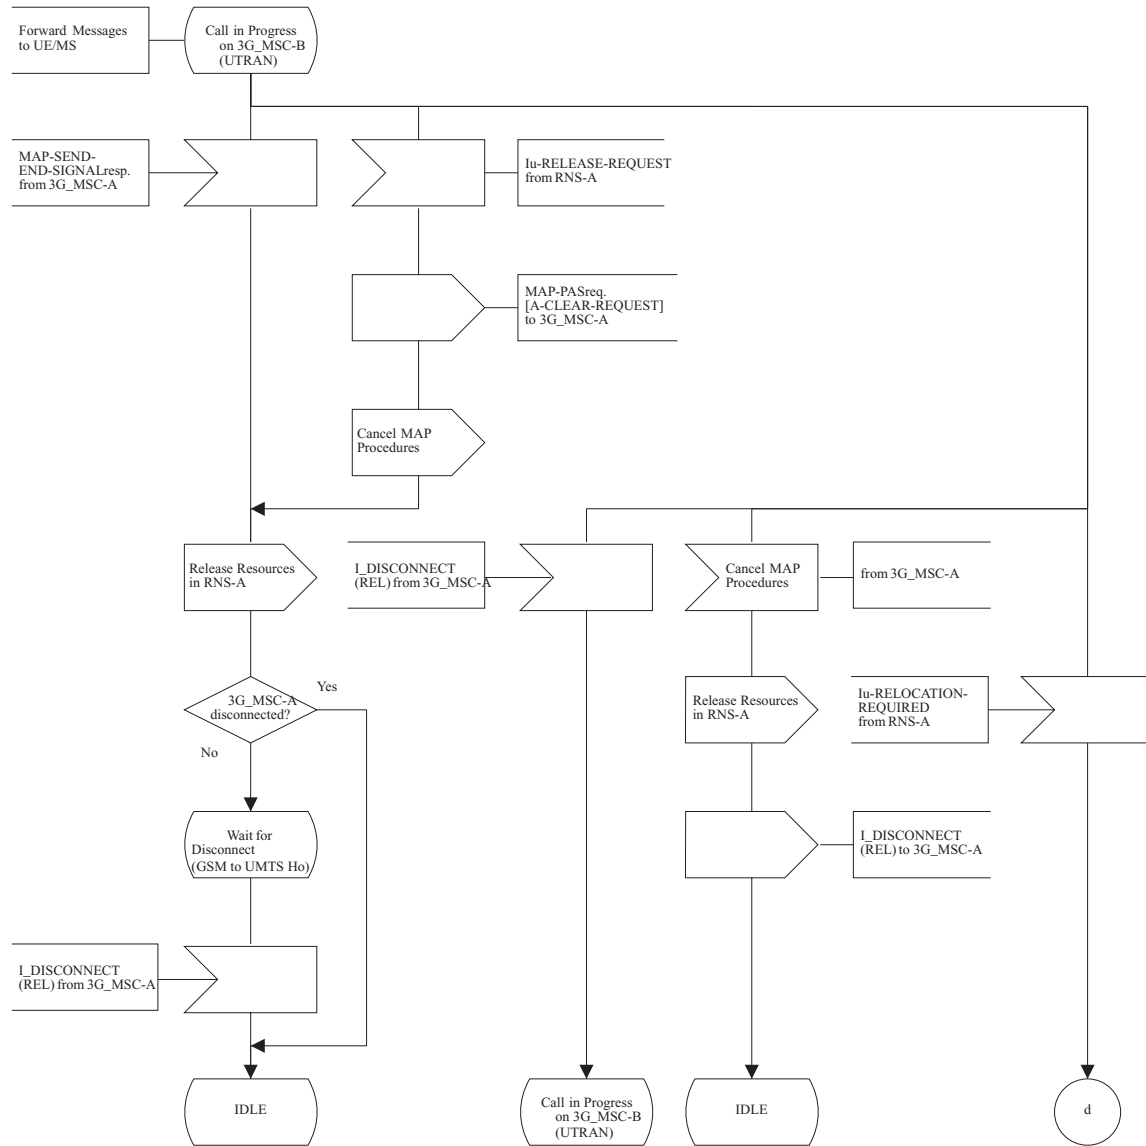 Forward Messages
to UE/MS
Call in Progress
on 3G_MSC-B
(UTRAN)
MAP-SEND-
END-SIGNALresp.
from 3G_MSC-A
Iu-RELEASE-REQUEST
from RNS-A
MAP-PASreq.
[A-CLEAR-REQUEST]
to 3G_MSC-A
Cancel MAP
Procedures
Release Resources
in RNS-A
I_DISCONNECT
(REL) from 3G_MSC-A
Cancel MAP
Procedures
from 3G_MSC-A
3G_MSC-A
disconnected?
Yes
No
Release Resources
in RNS-A
Iu-RELOCATION-
REQUIRED
from RNS-A
Wait for
Disconnect
(GSM to UMTS Ho)
I_DISCONNECT
(REL) to 3G_MSC-A
I_DISCONNECT
(REL) from 3G_MSC-A
IDLE
Call in Progress
on 3G_MSC-B
(UTRAN)
IDLE
d